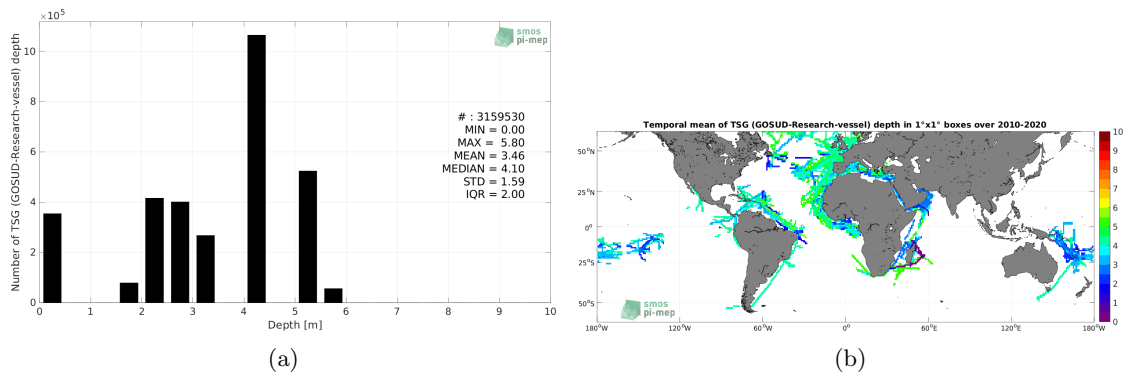 ×10⁵
10
8
6
4
2
0
Number of TSG (GOSUD-Research-vessel) depth
smos
pi-mep
# : 3159530
MIN = 0.00
MAX = 5.80
MEAN = 3.46
MEDIAN = 4.10
STD = 1.59
IQR = 2.00
0 1 2 3 4 5 6 7 8 9 10
Depth [m]
(a)
Temporal mean of TSG (GOSUD-Research-vessel) depth in 1°x1° boxes over 2010-2020
50°N
25°N
0°
25°S
50°S
smos
pi-mep
180°W 120°W 60°W 0° 60°E 120°E 180°W
10
9
8
7
6
5
4
3
2
1
0
(b)